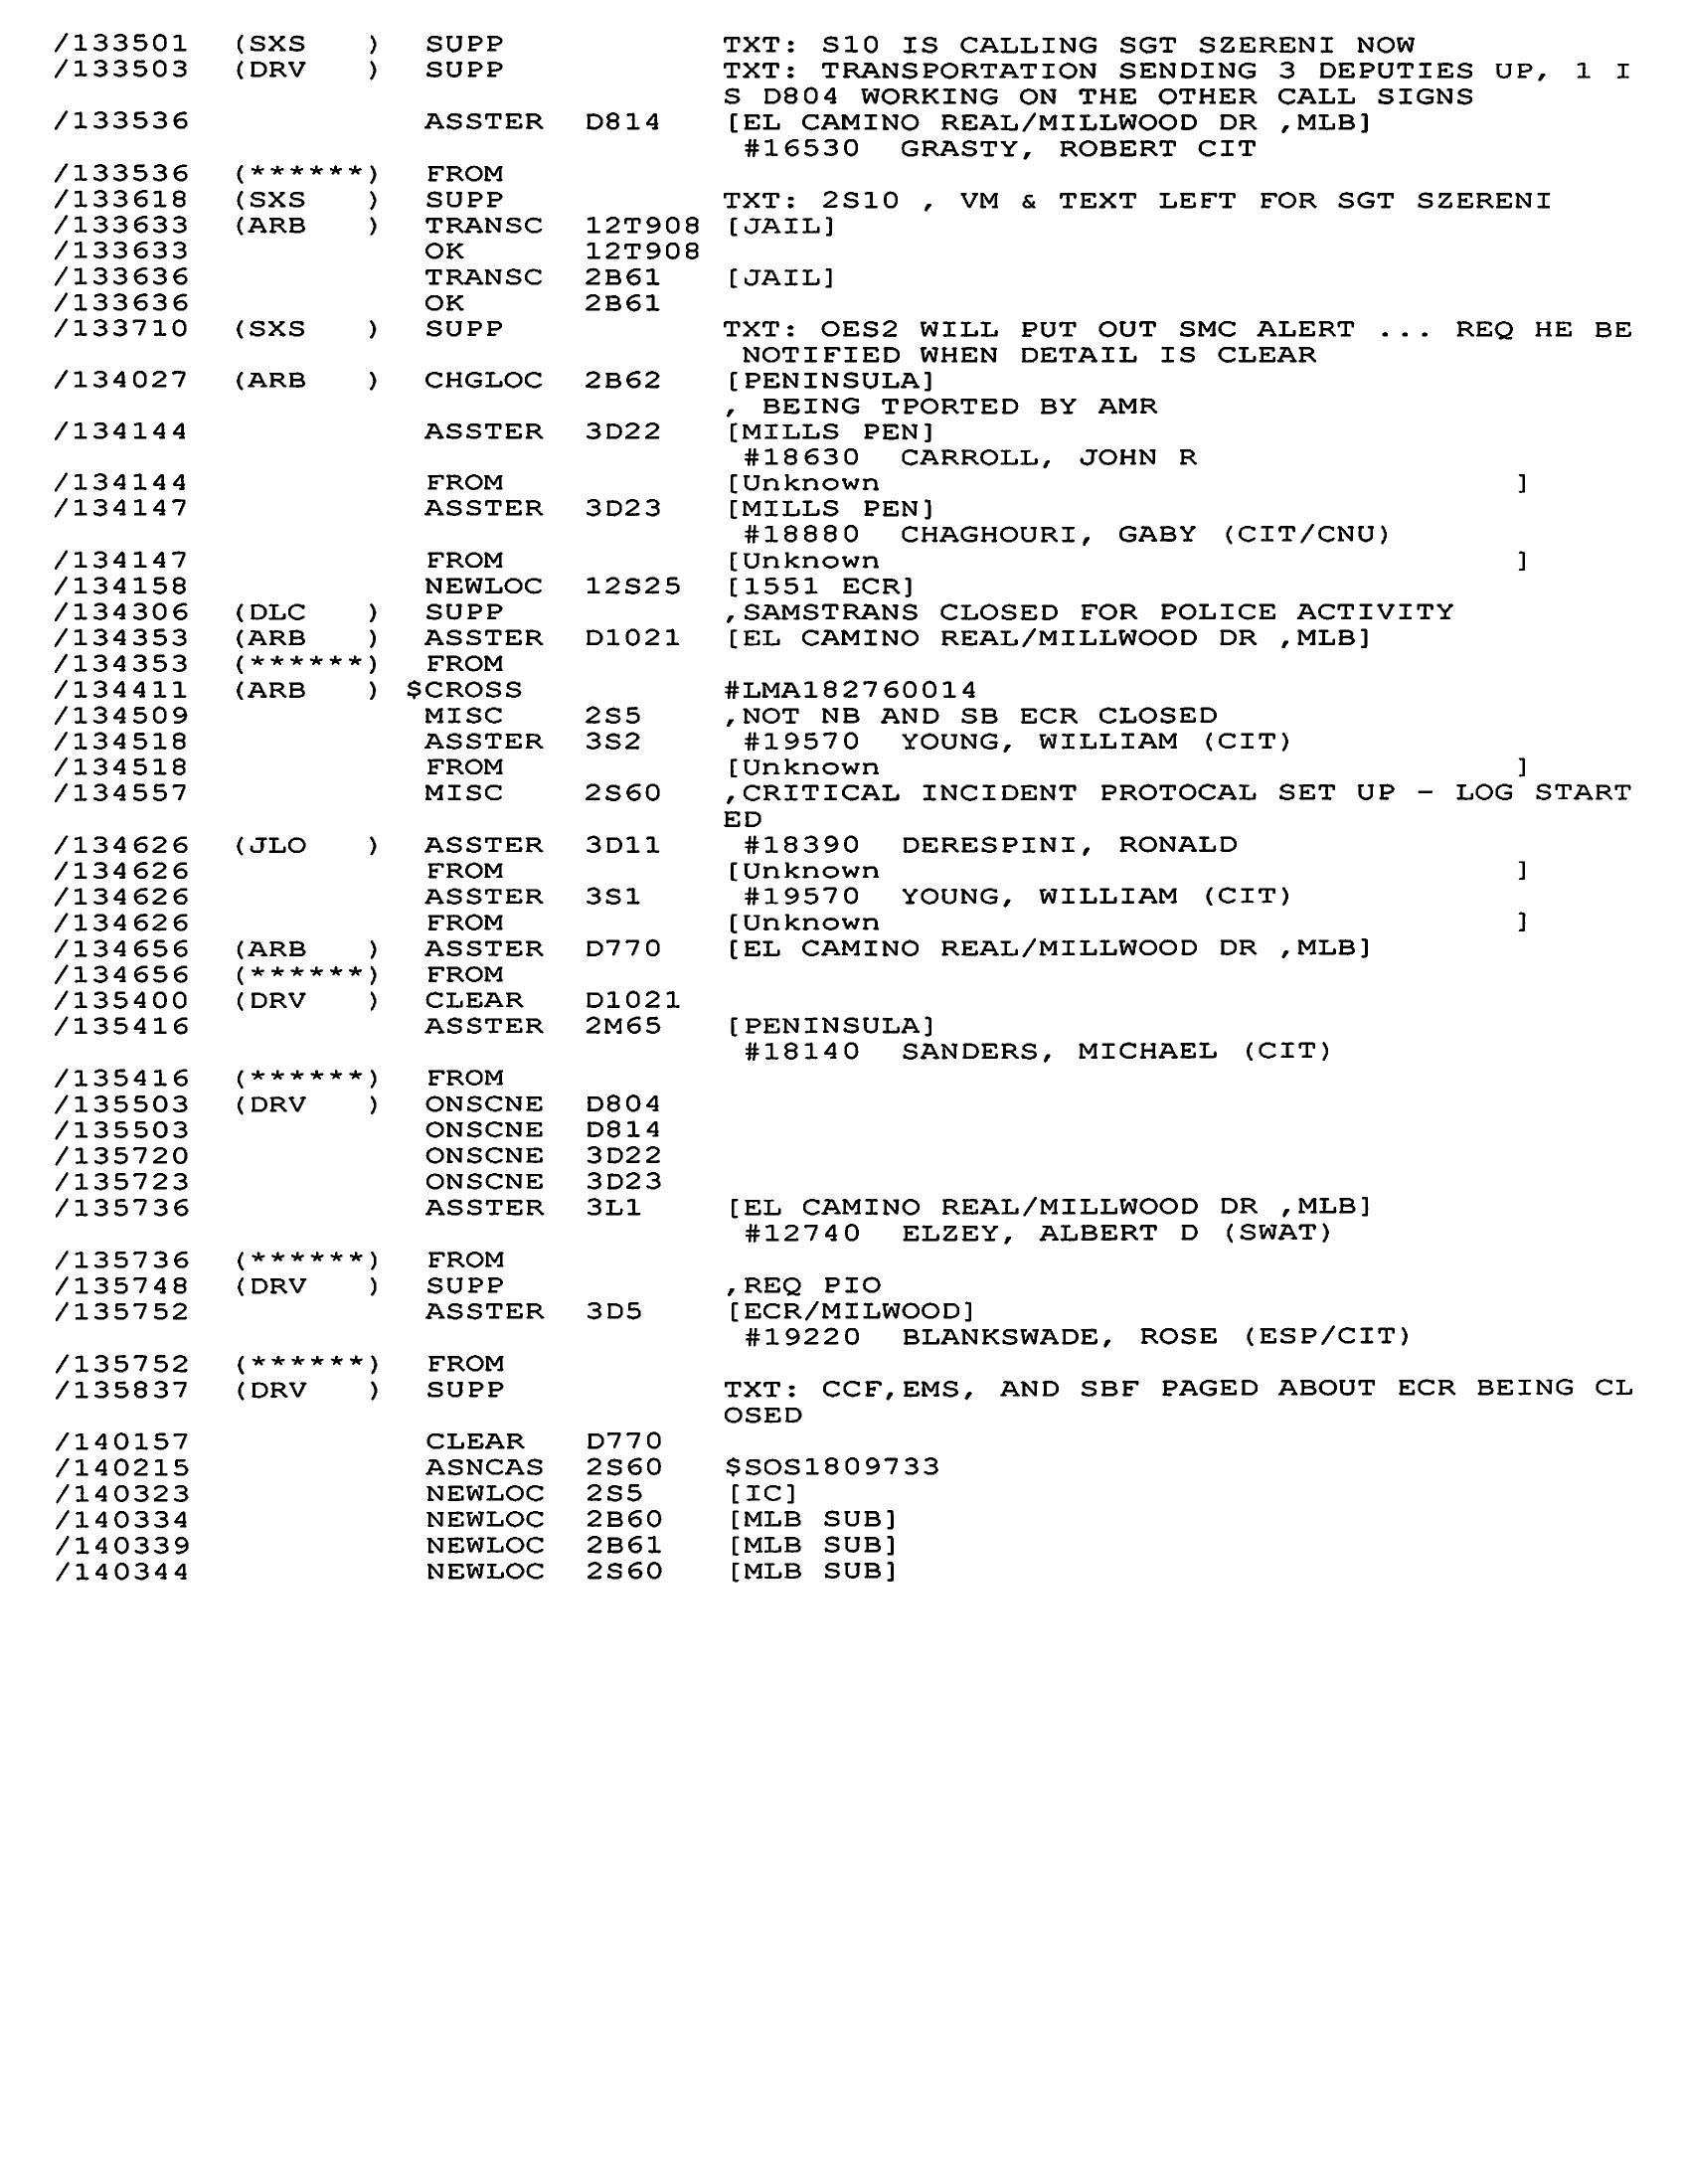 /133501 (SXS ) SUPP TXT: S10 IS CALLING SGT SZERENI NOW
/133503 (DRV ) SUPP TXT: TRANSPORTATION SENDING 3 DEPUTIES UP, 1 I
S D804 WORKING ON THE OTHER CALL SIGNS
/133536 ASSTER D814 [EL CAMINO REAL/MILLWOOD DR ,MLB]
#16530 GRASTY, ROBERT CIT
/133536 (******) FROM
/133618 (SXS ) SUPP TXT: 2S10 , VM & TEXT LEFT FOR SGT SZERENI
/133633 (ARB ) TRANSC 12T908 [JAIL]
/133633 OK 12T908
/133636 TRANSC 2B61 [JAIL]
/133636 OK 2B61
/133710 (SXS ) SUPP TXT: OES2 WILL PUT OUT SMC ALERT ... REQ HE BE
NOTIFIED WHEN DETAIL IS CLEAR
/134027 (ARB ) CHGLOC 2B62 [PENINSULA]
, BEING TPORTED BY AMR
/134144 ASSTER 3D22 [MILLS PEN]
#18630 CARROLL, JOHN R
/134144 FROM [Unknown ]
/134147 ASSTER 3D23 [MILLS PEN]
#18880 CHAGHOURI, GABY (CIT/CNU)
/134147 FROM [Unknown ]
/134158 NEWLOC 12S25 [1551 ECR]
/134306 (DLC ) SUPP ,SAMSTRANS CLOSED FOR POLICE ACTIVITY
/134353 (ARB ) ASSTER D1021 [EL CAMINO REAL/MILLWOOD DR ,MLB]
/134353 (******) FROM
/134411 (ARB ) $CROSS #LMA182760014
/134509 MISC 2S5 ,NOT NB AND SB ECR CLOSED
/134518 ASSTER 3S2 #19570 YOUNG, WILLIAM (CIT)
/134518 FROM [Unknown ]
/134557 MISC 2S60 ,CRITICAL INCIDENT PROTOCAL SET UP - LOG START
ED
/134626 (JLO ) ASSTER 3D11 #18390 DERESPINI, RONALD
/134626 FROM [Unknown ]
/134626 ASSTER 3S1 #19570 YOUNG, WILLIAM (CIT)
/134626 FROM [Unknown ]
/134656 (ARB ) ASSTER D770 [EL CAMINO REAL/MILLWOOD DR ,MLB]
/134656 (******) FROM
/135400 (DRV ) CLEAR D1021
/135416 ASSTER 2M65 [PENINSULA]
#18140 SANDERS, MICHAEL (CIT)
/135416 (******) FROM
/135503 (DRV ) ONSCNE D804
/135503 ONSCNE D814
/135720 ONSCNE 3D22
/135723 ONSCNE 3D23
/135736 ASSTER 3L1 [EL CAMINO REAL/MILLWOOD DR ,MLB]
#12740 ELZEY, ALBERT D (SWAT)
/135736 (******) FROM
/135748 (DRV ) SUPP ,REQ PIO
/135752 ASSTER 3D5 [ECR/MILWOOD]
#19220 BLANKSWADE, ROSE (ESP/CIT)
/135752 (******) FROM
/135837 (DRV ) SUPP TXT: CCF,EMS, AND SBF PAGED ABOUT ECR BEING CL
OSED
/140157 CLEAR D770
/140215 ASNCAS 2S60 $SOS1809733
/140323 NEWLOC 2S5 [IC]
/140334 NEWLOC 2B60 [MLB SUB]
/140339 NEWLOC 2B61 [MLB SUB]
/140344 NEWLOC 2S60 [MLB SUB]